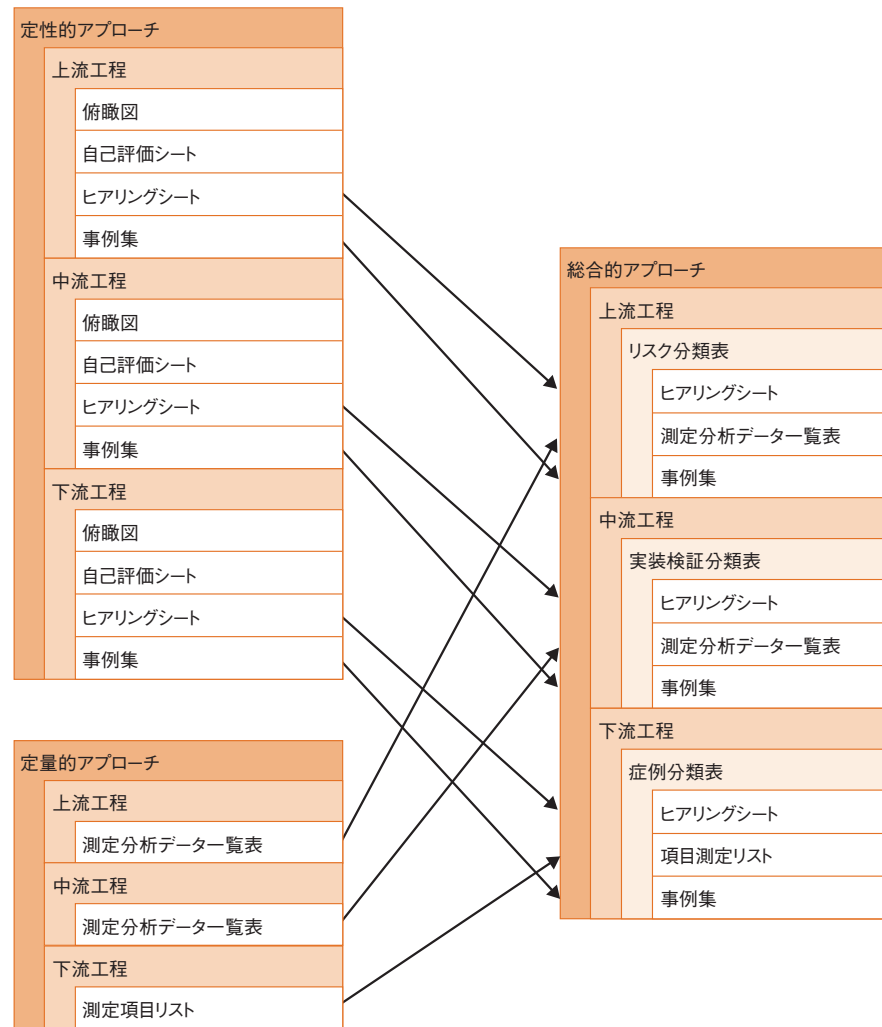 定性的アプローチ
上流工程
俯瞰図
自己評価シート
ヒアリングシート
事例集
中流工程
俯瞰図
自己評価シート
ヒアリングシート
事例集
下流工程
俯瞰図
自己評価シート
ヒアリングシート
事例集
定量的アプローチ
上流工程
測定分析データ一覧表
中流工程
測定分析データ一覧表
下流工程
測定項目リスト
総合的アプローチ
上流工程
リスク分類表
ヒアリングシート
測定分析データ一覧表
事例集
中流工程
実装検証分類表
ヒアリングシート
測定分析データ一覧表
事例集
下流工程
症例分類表
ヒアリングシート
項目測定リスト
事例集